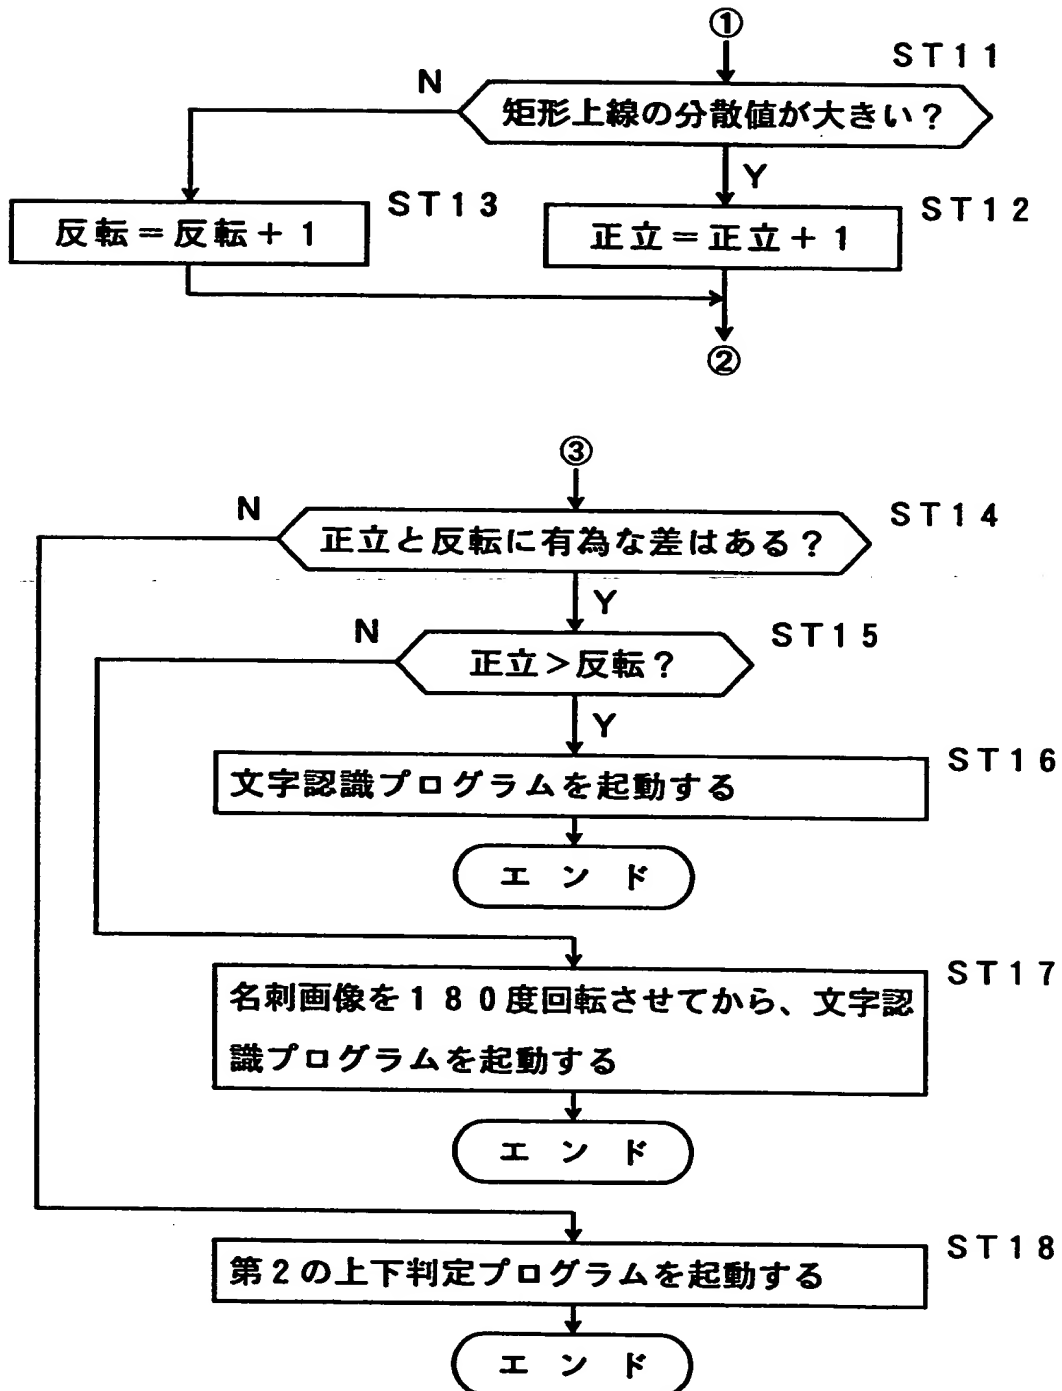 ①
ST11
N
矩形上線の分散値が大きい？
Y
ST13
ST12
反転＝反転＋1
正立＝正立＋1
②
③
N
ST14
正立と反転に有為な差はある？
Y
N
ST15
正立＞反転？
Y
ST16
文字認識プログラムを起動する
エンド
ST17
名刺画像を180度回転させてから、文字認
識プログラムを起動する
エンド
ST18
第2の上下判定プログラムを起動する
エンド